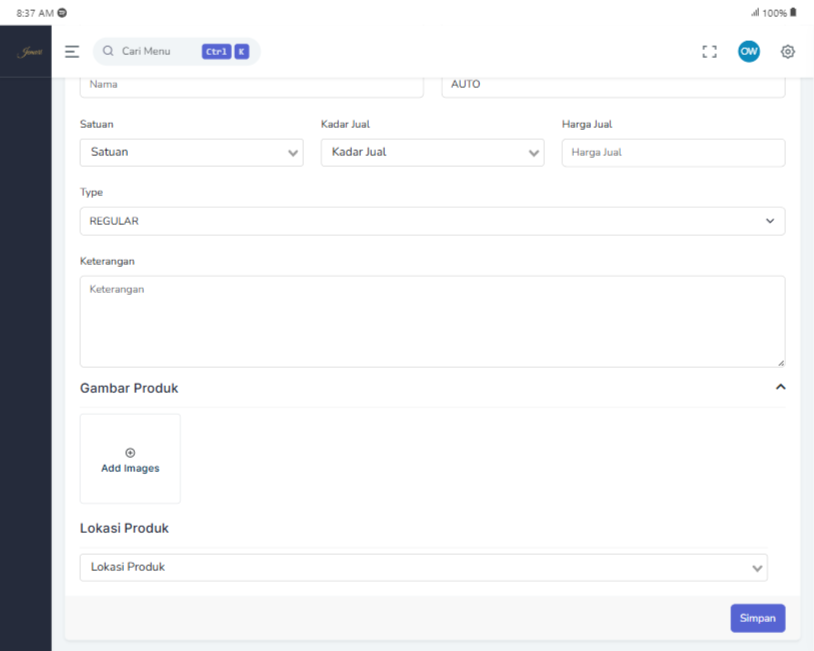 8:37 AM
100%
Cari Menu Ctrl K
OW
Nama AUTO
Satuan Kadar Jual Harga Jual
Satuan Kadar Jual Harga Jual
Type
REGULAR
Keterangan
Keterangan
Gambar Produk
Add Images
Lokasi Produk
Lokasi Produk
Simpan